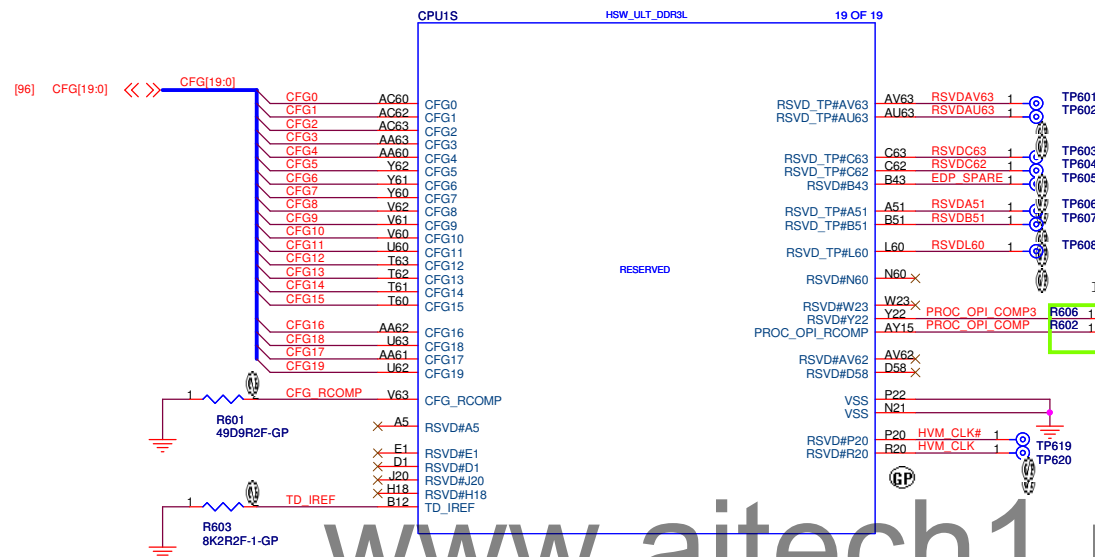 CPU1S HSW_ULT_DDR3L 19 OF 19
[96] CFG[19:0] CFG[19:0]
CFG0 AC60 CFG0
CFG1 AC62 CFG1
CFG2 AC63 CFG2
CFG3 AA63 CFG3
CFG4 AA60 CFG4
CFG5 Y62 CFG5
CFG6 Y61 CFG6
CFG7 Y60 CFG7
CFG8 V62 CFG8
CFG9 V61 CFG9
CFG10 V60 CFG10
CFG11 U60 CFG11
CFG12 T63 CFG12
CFG13 T62 CFG13
CFG14 T61 CFG14
CFG15 T60 CFG15
CFG16 AA62 CFG16
CFG18 U63 CFG18
CFG17 AA61 CFG17
CFG19 U62 CFG19
1 CFG_RCOMP V63 CFG_RCOMP
R601
49D9R2F-GP
A5 RSVD#A5
E1 RSVD#E1
D1 RSVD#D1
J20 RSVD#J20
H18 RSVD#H18
1 TD_IREF B12 TD_IREF
R603
8K2R2F-1-GP
RESERVED
RSVD_TP#AV63 AV63 RSVDAV63 1 TP601
RSVD_TP#AU63 AU63 RSVDAU63 1 TP602
RSVD_TP#C63 C63 RSVDC63 1 TP603
RSVD_TP#C62 C62 RSVDC62 1 TP604
RSVD#B43 B43 EDP_SPARE 1 TP605
RSVD_TP#A51 A51 RSVDA51 1 TP606
RSVD_TP#B51 B51 RSVDB51 1 TP607
RSVD_TP#L60 L60 RSVDL60 1 TP608
RSVD#N60 N60
RSVD#W23 W23
RSVD#Y22 Y22 PROC_OPI_COMP3 R606 1
PROC_OPI_RCOMP AY15 PROC_OPI_COMP R602 1
RSVD#AV62 AV62
RSVD#D58 D58
VSS P22
VSS N21
RSVD#P20 P20 HVM_CLK# 1 TP619
RSVD#R20 R20 HVM_CLK 1 TP620
GP
www.aitech1.